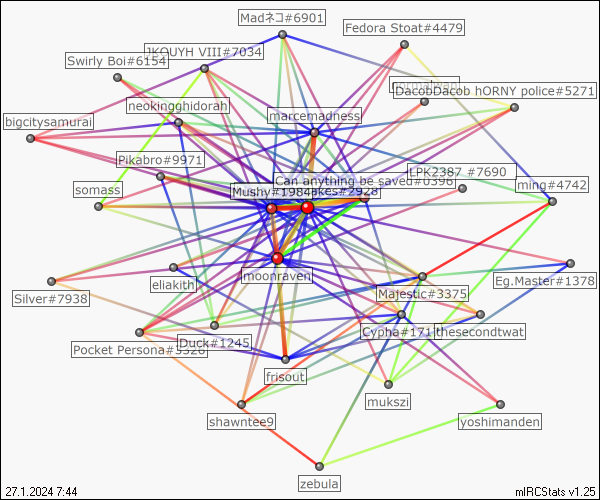 Madネコ#6901
Fedora Stoat#4479
JKOUYH VIII#7034
Swirly Boi#6154
DacobDacob hORNY police#5271
neokingghidorah
marcemadness
bigcitysamurai
Pikabro#9971
LPK2387 #7690
Can anything be saved#0396
ming#4742
somass
Mushy#1984
akes#2928
moonraven
Eg.Master#1378
eliakith
Majestic#3375
Silver#7938
Cypha#171
thesecondtwat
Duck#1245
Pocket Persona#5326
frisout
mukszi
shawntee9
yoshimanden
zebula
27.1.2024 7:44
mIRCStats v1.25